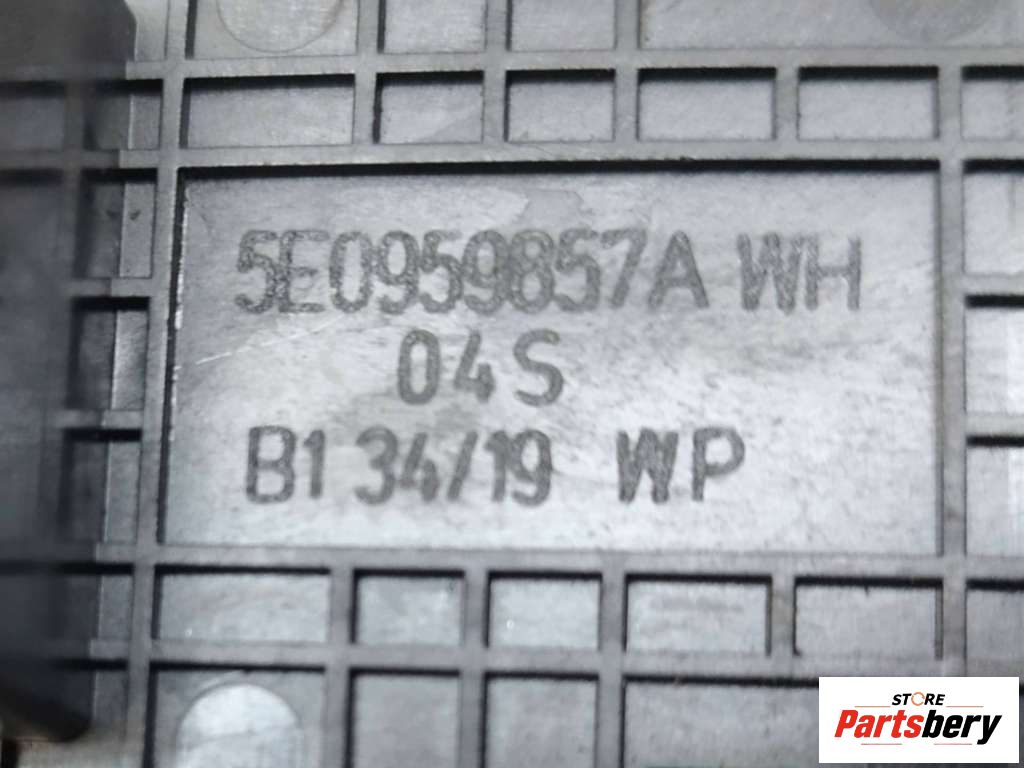 5E0959857A WH
04S
B1 34/19 WP
STORE
Partsbery